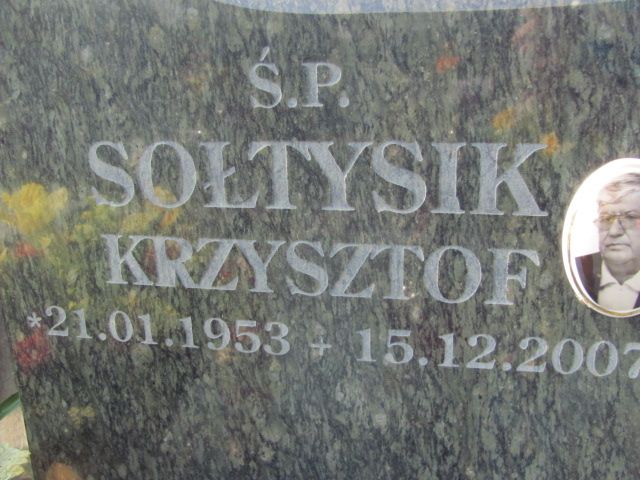 Ś.P.
SOŁTYSIK
KRZYSZTOF
*21.01.1953 + 15.12.2007